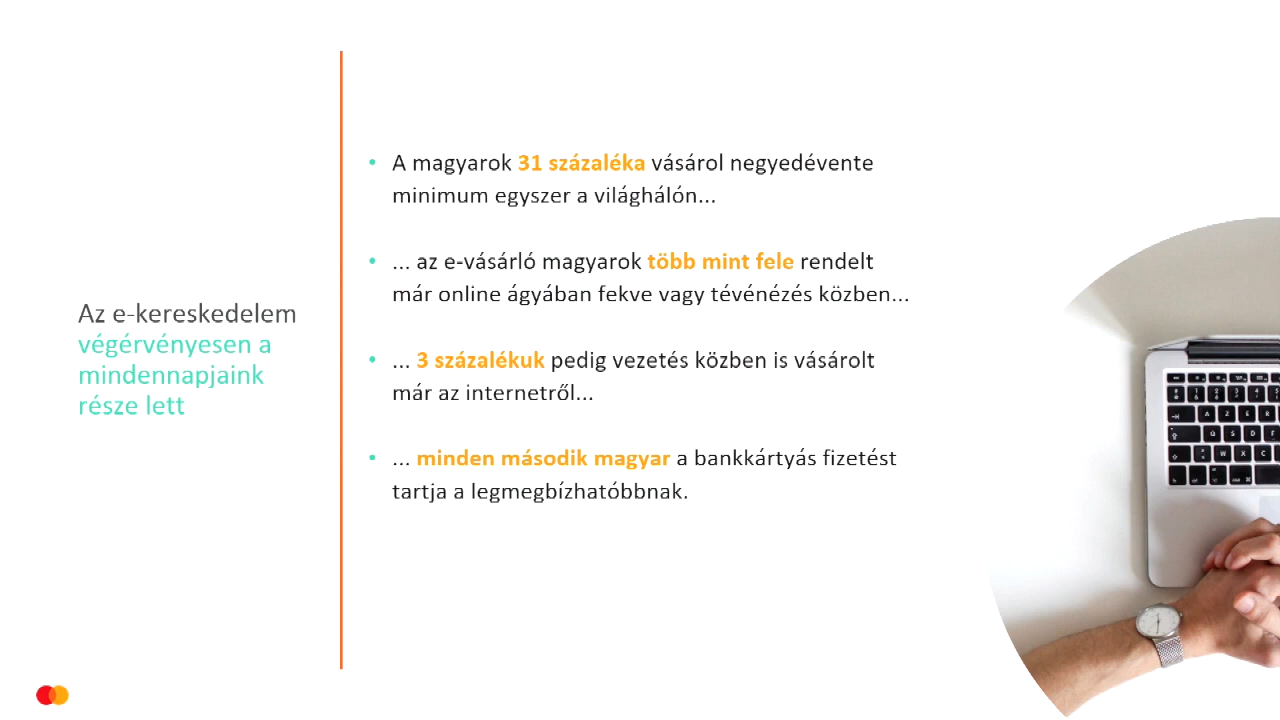 Az e-kereskedelem
végérvényesen a
mindennapjaink
része lett
• A magyarok 31 százaléka vásárol negyedévente
minimum egyszer a világhálón...
• ... az e-vásárló magyarok több mint fele rendelt
már online ágyában fekve vagy tévénézés közben...
• ... 3 százalékuk pedig vezetés közben is vásárolt
már az internetről...
• ... minden második magyar a bankkártyás fizetést
tartja a legmegbízhatóbbnak.